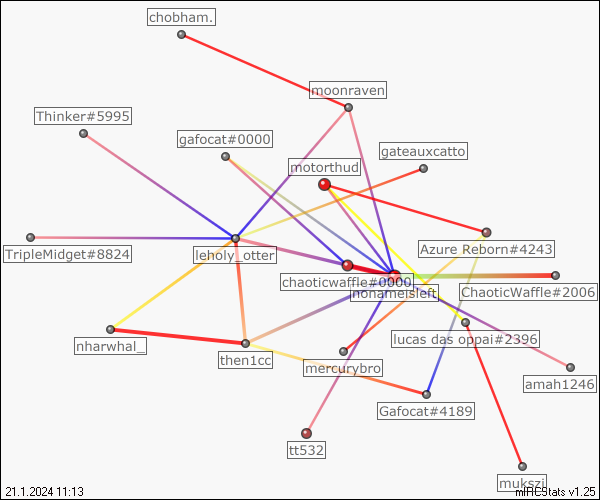 chobham.
moonraven
Thinker#5995
gafocat#0000
gateauxcatto
motorthud
Azure Reborn#4243
TripleMidget#8824
leholy_otter
chaoticwaffle#0000
nonameisleft
ChaoticWaffle#2006
nharwhal_
lucas das oppai#2396
then1cc
mercurybro
amah1246
Gafocat#4189
tt532
mukszi
21.1.2024 11:13
mIRCStats v1.25